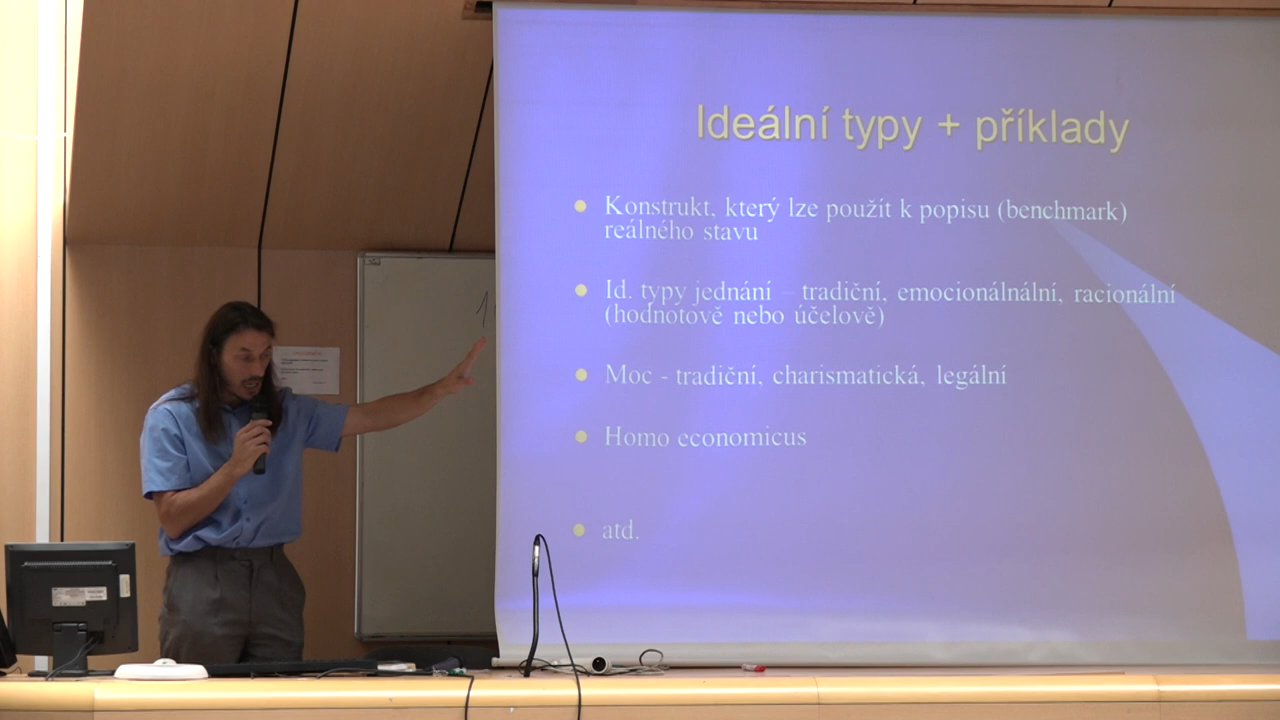 Ideální typy + příklady
Konstrukt, který lze použít k popisu (benchmark)
reálného stavu
Id. typy jednání – tradiční, emocionálnální, racionální
(hodnotově nebo účelově)
Moc - tradiční, charismatická, legální
Homo economicus
atd.